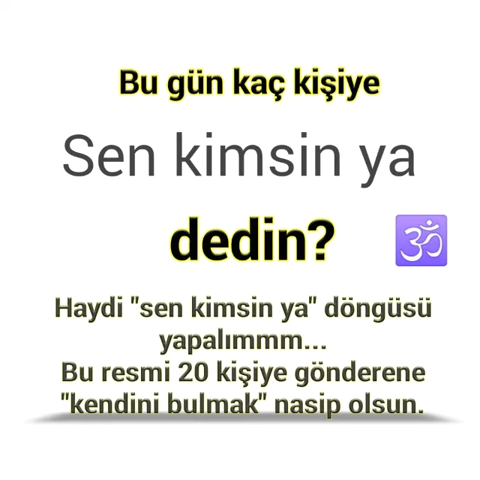 Bu gün kaç kişiye
Sen kimsin ya
dedin? 🕉
Haydi "sen kimsin ya" döngüsü
yapalımmm...
Bu resmi 20 kişiye gönderene
"kendini bulmak" nasip olsun.